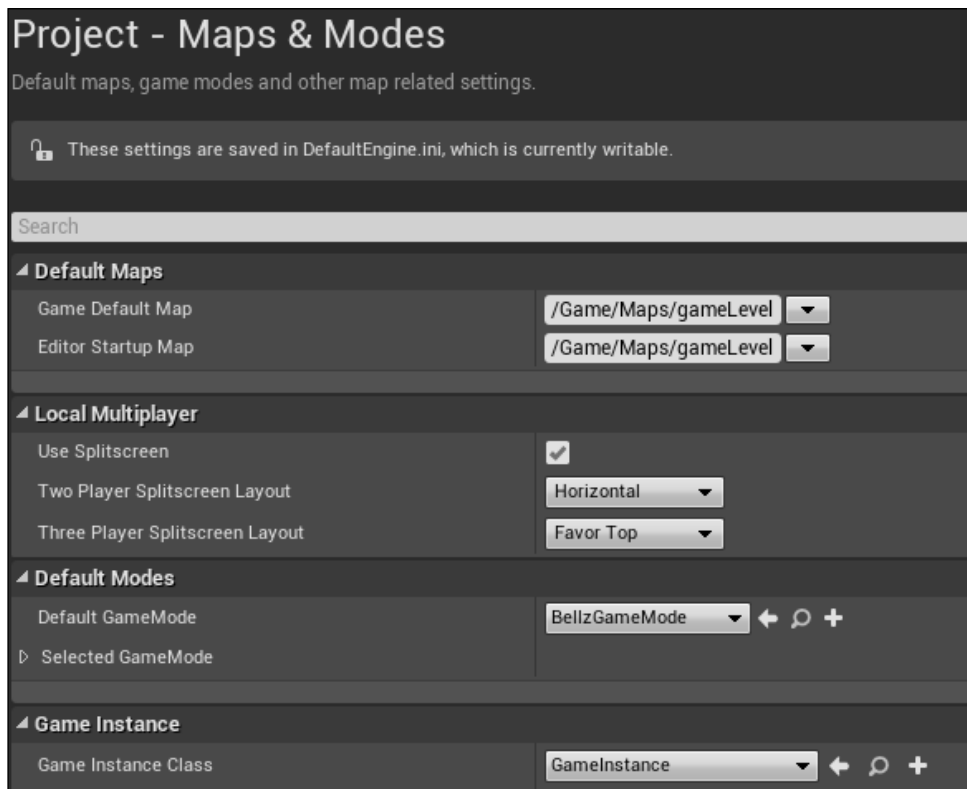 Project - Maps & Modes
Default maps, game modes and other map related settings.
These settings are saved in DefaultEngine.ini, which is currently writable.
Search
Default Maps
Game Default Map /Game/Maps/gameLevel
Editor Startup Map /Game/Maps/gameLevel
Local Multiplayer
Use Splitscreen
Two Player Splitscreen Layout Horizontal
Three Player Splitscreen Layout Favor Top
Default Modes
Default GameMode BellzGameMode
Selected GameMode
Game Instance
Game Instance Class GameInstance